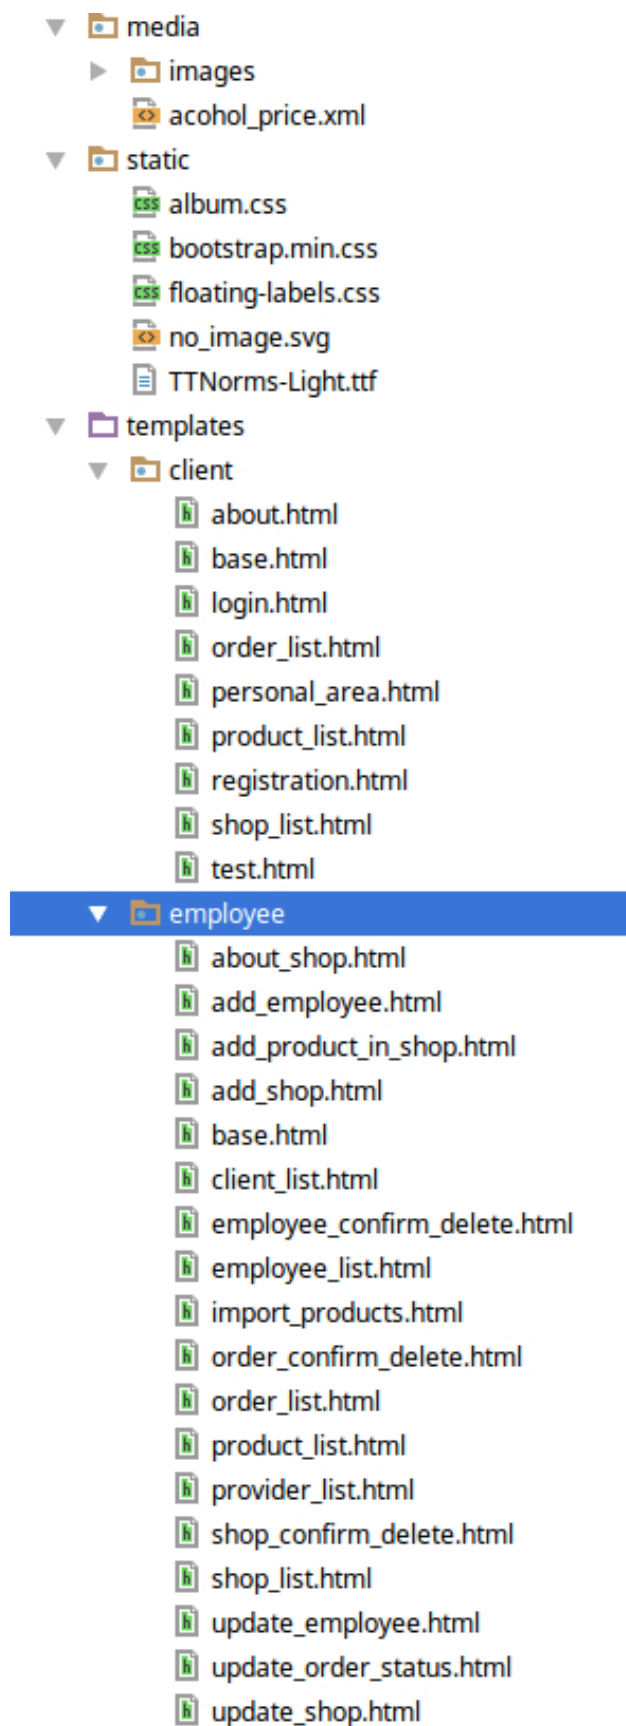 media
images
acohol_price.xml
static
album.css
bootstrap.min.css
floating-labels.css
no_image.svg
TTNorms-Light.ttf
templates
client
about.html
base.html
login.html
order_list.html
personal_area.html
product_list.html
registration.html
shop_list.html
test.html
employee
about_shop.html
add_employee.html
add_product_in_shop.html
add_shop.html
base.html
client_list.html
employee_confirm_delete.html
employee_list.html
import_products.html
order_confirm_delete.html
order_list.html
product_list.html
provider_list.html
shop_confirm_delete.html
shop_list.html
update_employee.html
update_order_status.html
update_shop.html